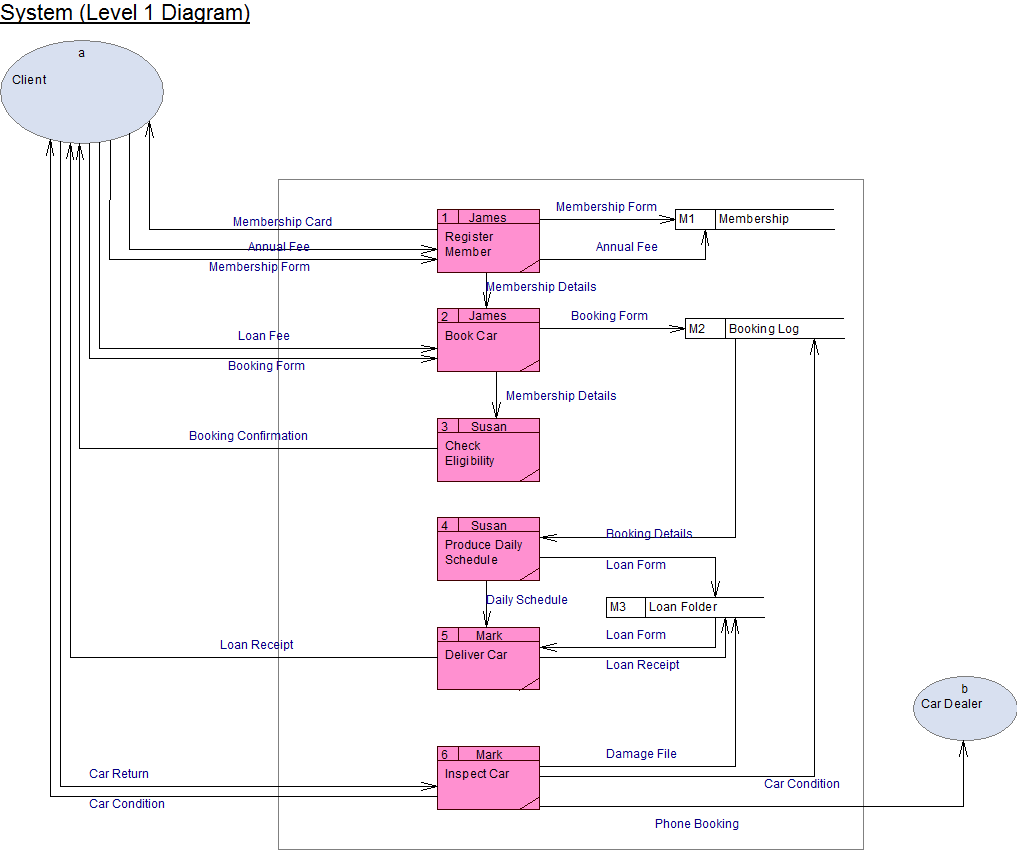 System (Level 1 Diagram)
a
Client
Membership Form
1 James
M1 Membership
Membership Card
Register
Member
Annual Fee
Annual Fee
Membership Form
Membership Details
2 James
Booking Form
M2 Booking Log
Loan Fee
Book Car
Booking Form
Membership Details
3 Susan
Booking Confirmation
Check
Eligibility
4 Susan
Booking Details
Produce Daily
Schedule
Loan Form
Daily Schedule
M3 Loan Folder
5 Mark
Loan Form
Loan Receipt
Deliver Car
Loan Receipt
b
Car Dealer
6 Mark
Damage File
Car Return
Inspect Car
Car Condition
Car Condition
Phone Booking